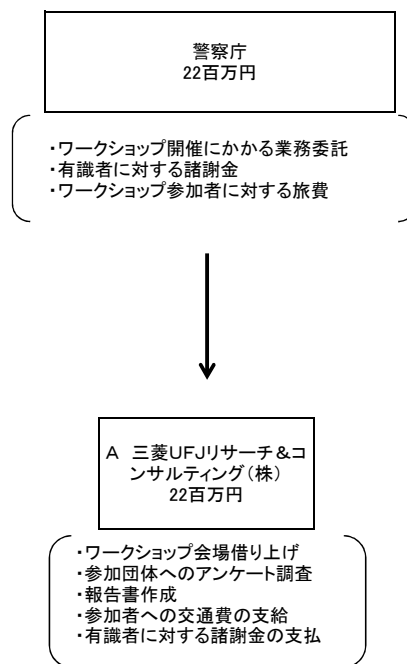 警察庁
22百万円
・ワークショップ開催にかかる業務委託
・有識者に対する諸謝金
・ワークショップ参加者に対する旅費
A 三菱UFJリサーチ&コ
ンサルティング(株)
22百万円
・ワークショップ会場借り上げ
・参加団体へのアンケート調査
・報告書作成
・参加者への交通費の支給
・有識者に対する諸謝金の支払